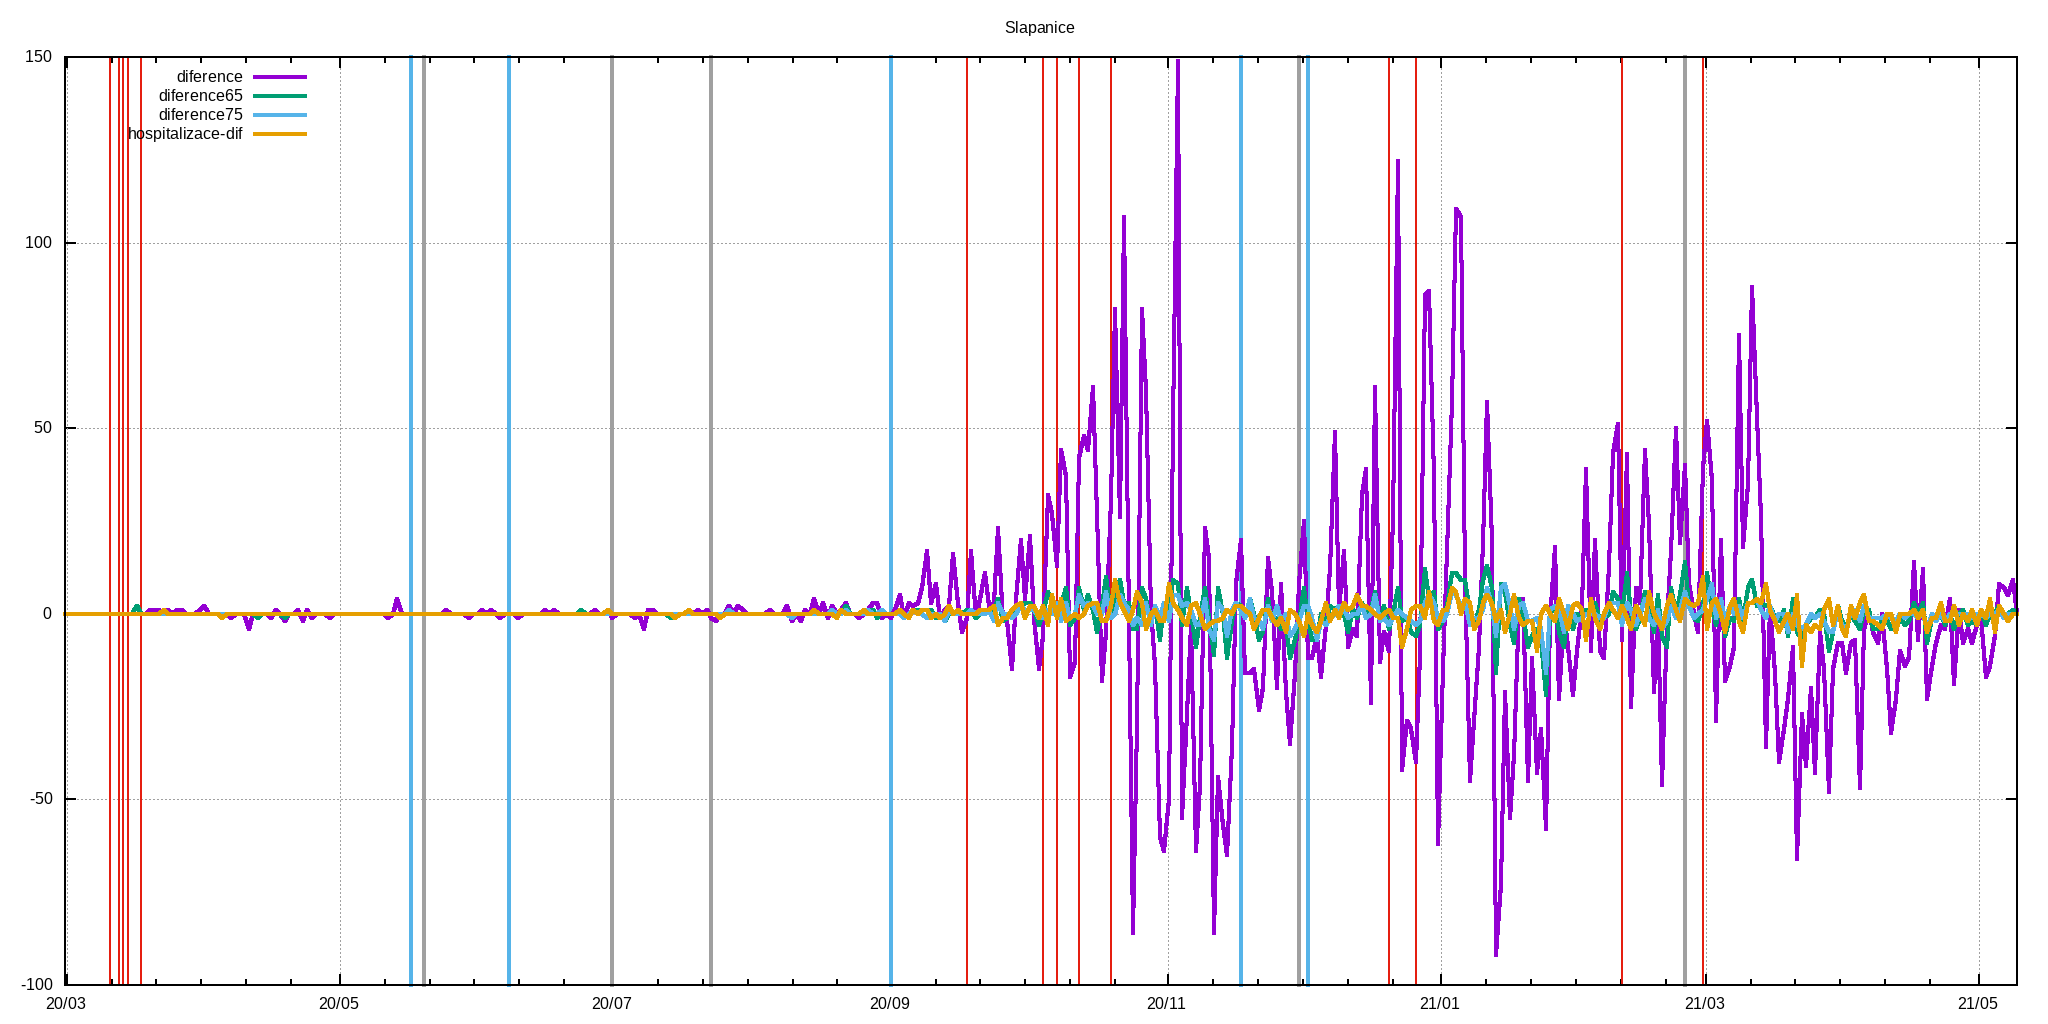 Slapanice
150
100
50
0
-50
-100
diference
diference65
diference75
hospitalizace-dif
20/03 20/05 20/07 20/09 20/11 21/01 21/03 21/05